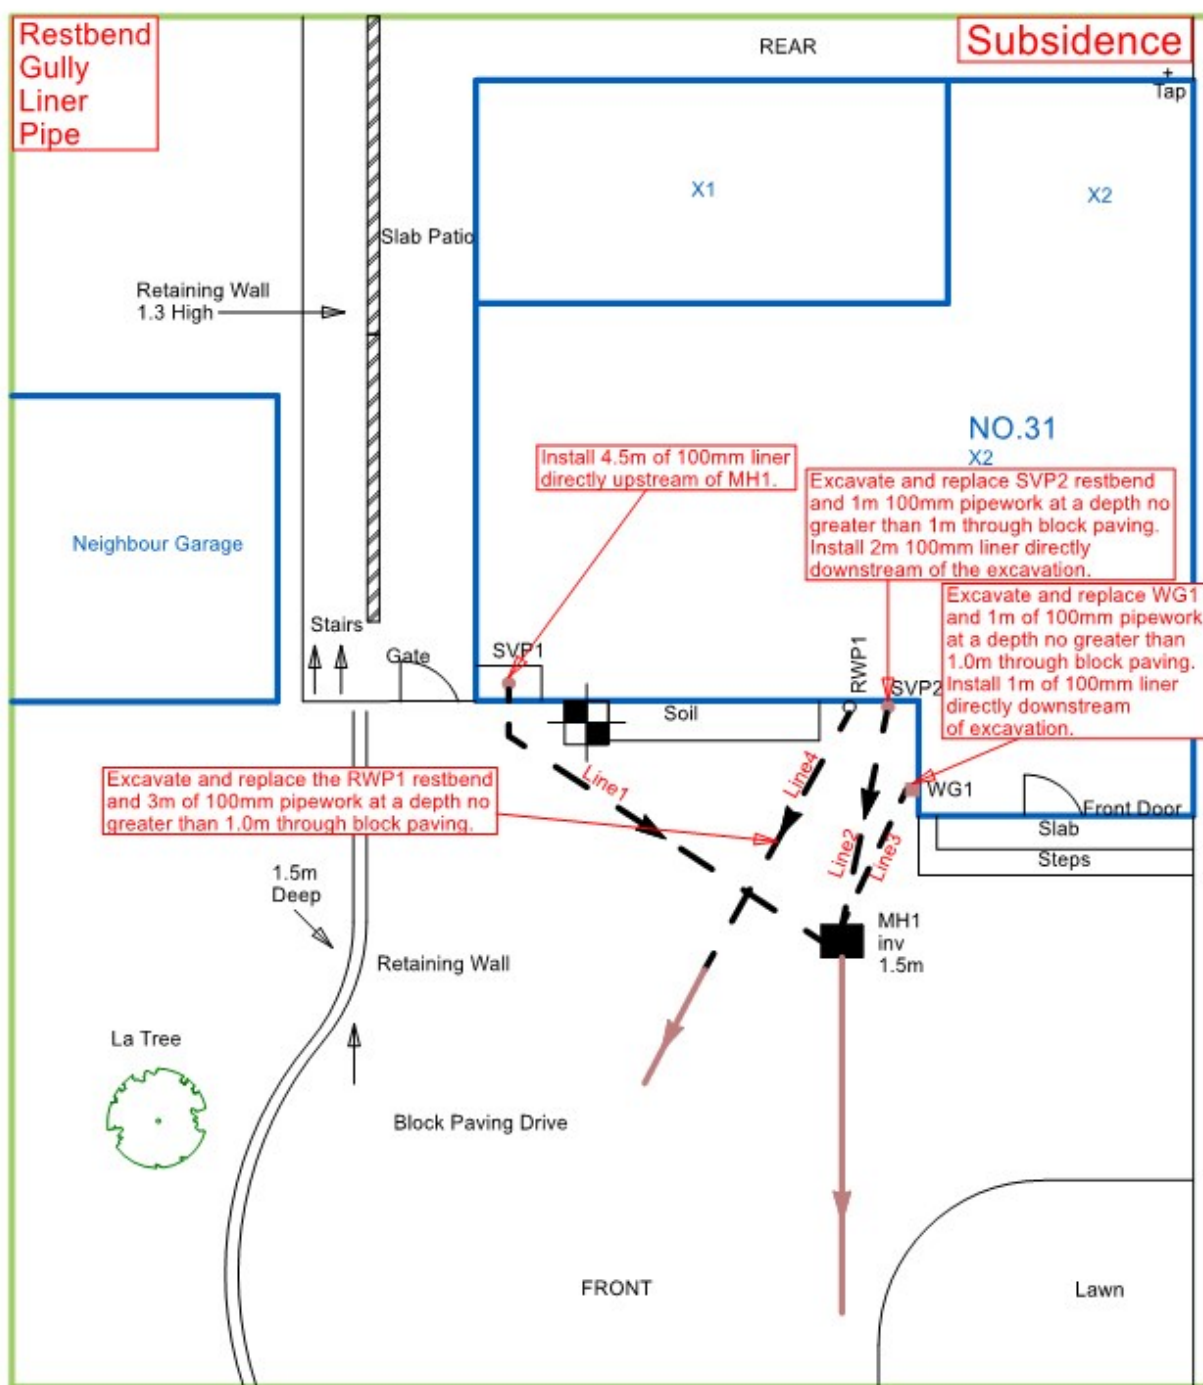 Restbend
Gully
Liner
Pipe
REAR
Subsidence
+
Tap
X1
X2
Slab Patio
Retaining Wall
1.3 High
NO.31
X2
Install 4.5m of 100mm liner
directly upstream of MH1.
Excavate and replace SVP2 restbend
and 1m 100mm pipework at a depth no
greater than 1m through block paving.
Install 2m 100mm liner directly
downstream of the excavation.
Neighbour Garage
Excavate and replace WG1
and 1m of 100mm pipework
at a depth no greater than
1.0m through block paving.
Install 1m of 100mm liner
directly downstream
of excavation.
Stairs
Gate
SVP1
RWP1
SVP2
Soil
Line1
Line4
Excavate and replace the RWP1 restbend
and 3m of 100mm pipework at a depth no
greater than 1.0m through block paving.
WG1
Front Door
Line2
Line3
Slab
Steps
1.5m
Deep
MH1
inv
1.5m
Retaining Wall
La Tree
Block Paving Drive
FRONT
Lawn